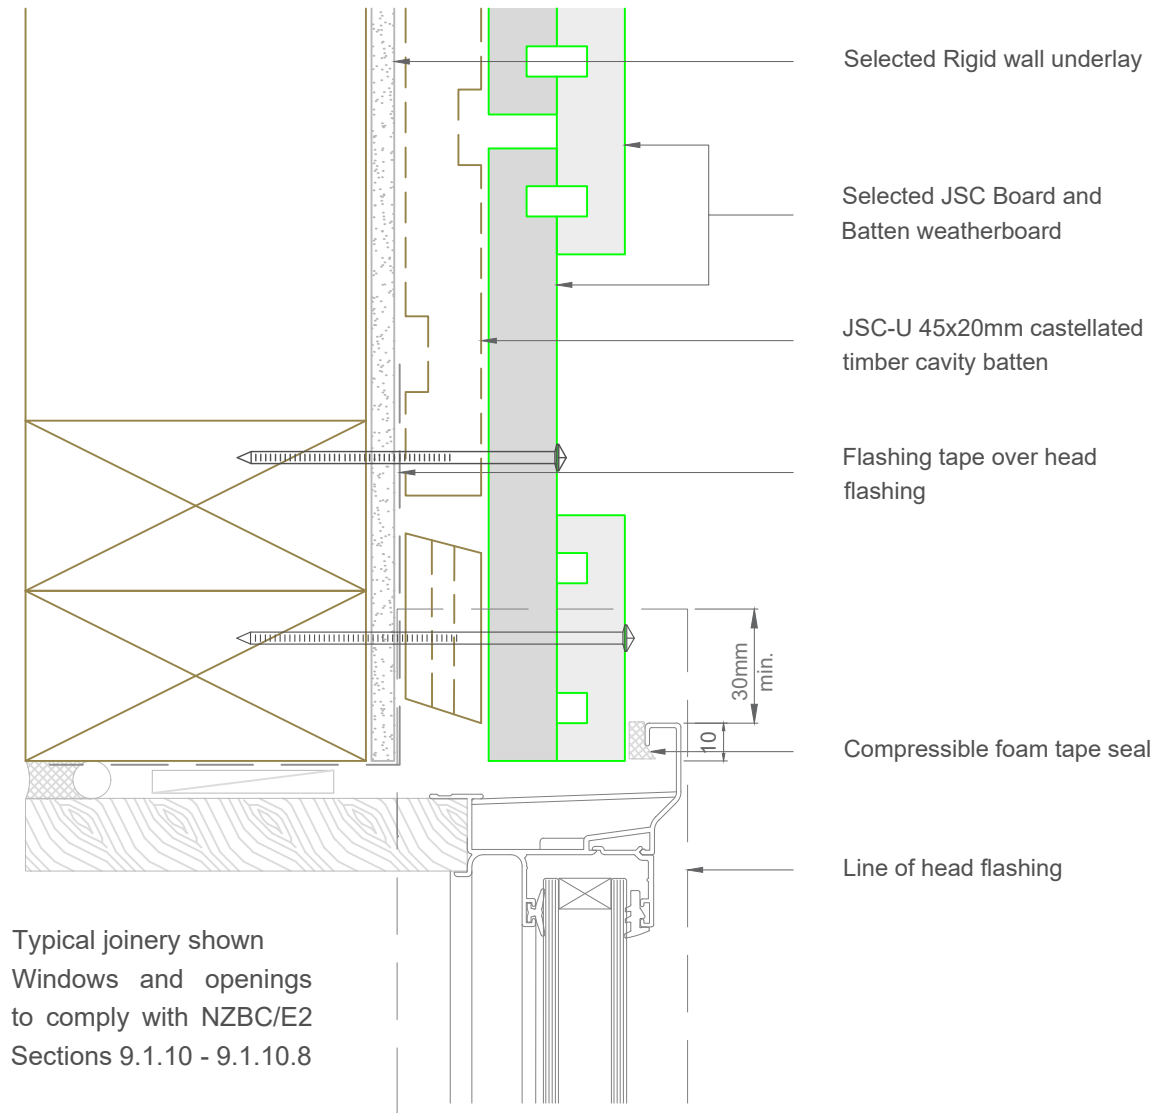 Selected Rigid wall underlay
Selected JSC Board and
Batten weatherboard
JSC-U 45x20mm castellated
timber cavity batten
Flashing tape over head
flashing
30mm
min.
10
Compressible foam tape seal
Line of head flashing
Typical joinery shown
Windows and openings
to comply with NZBC/E2
Sections 9.1.10 - 9.1.10.8